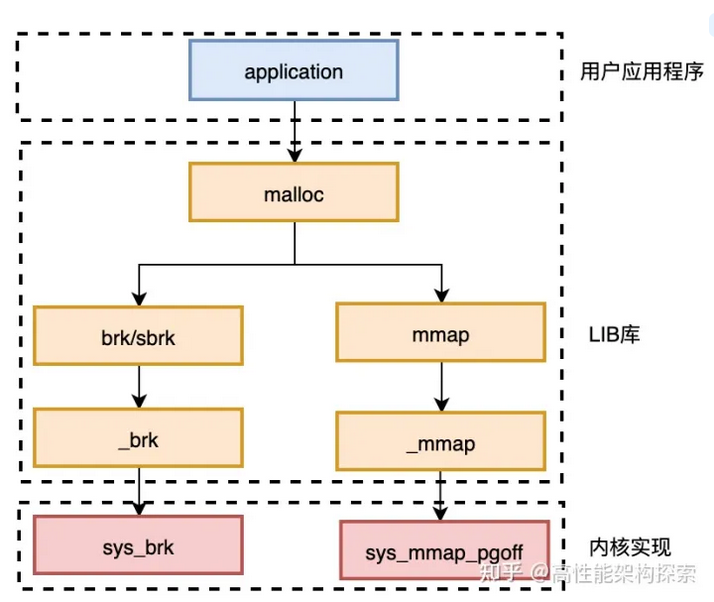 application
用户应用程序
malloc
brk/sbrk
mmap
LIB库
_brk
_mmap
sys_brk
sys_mmap_pgoff
内核实现
知乎 @高性能架构探索